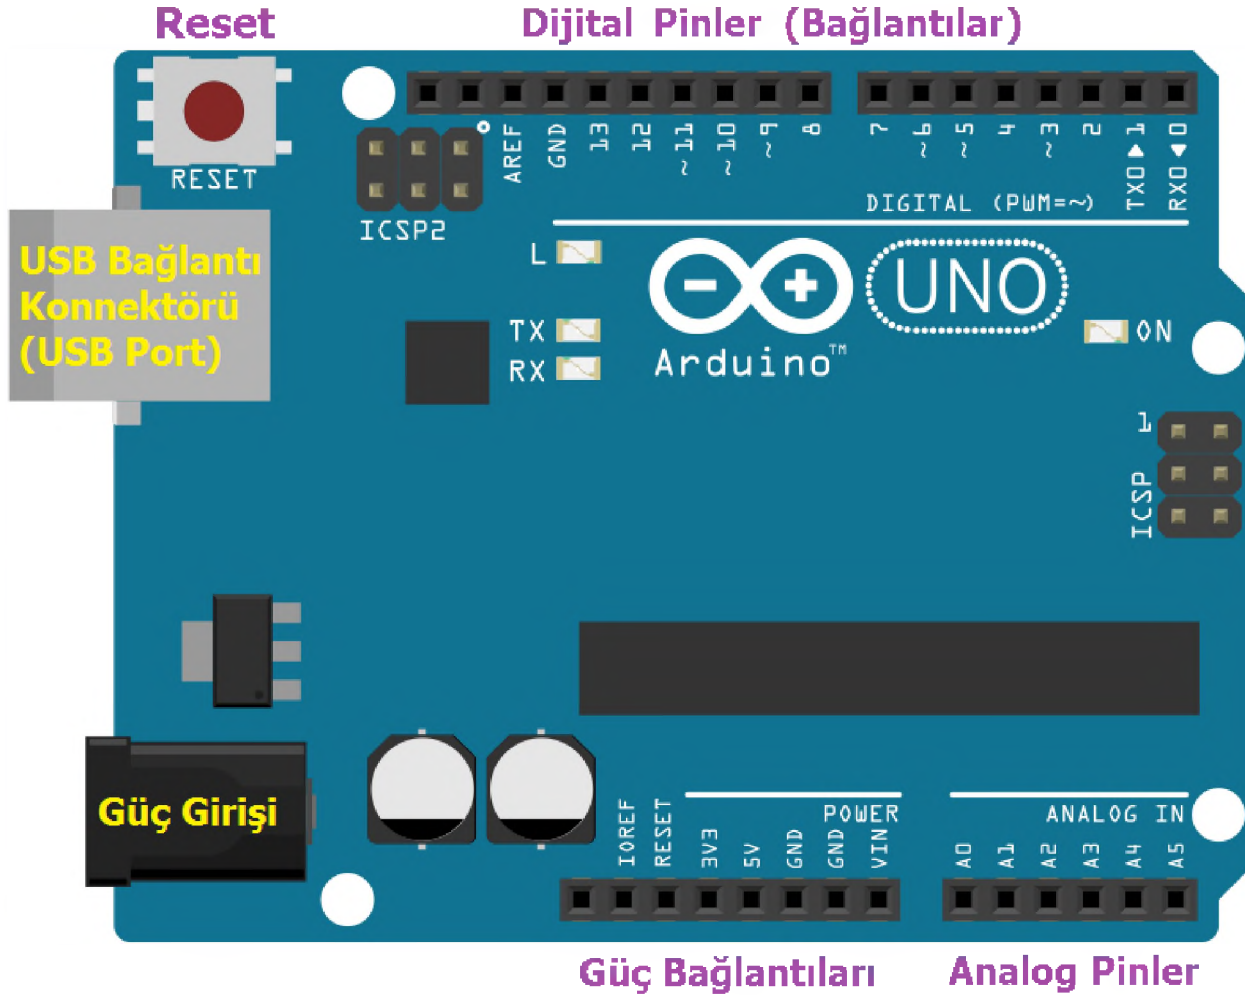 Reset
Dijital Pinler (Bağlantılar)
RESET
AREF
GND
13
12
~11
~10
~9
8
7
~6
~5
4
~3
2
TX0▶1
RX0◀0
DIGITAL (PWM=~)
ICSP2
USB Bağlantı
Konnektörü
(USB Port)
L
TX
RX
UNO
Arduino™
ON
1
ICSP
Güç Girişi
POWER
ANALOG IN
IOREF
RESET
3V3
5V
GND
GND
VIN
A0
A1
A2
A3
A4
A5
Güç Bağlantıları
Analog Pinler